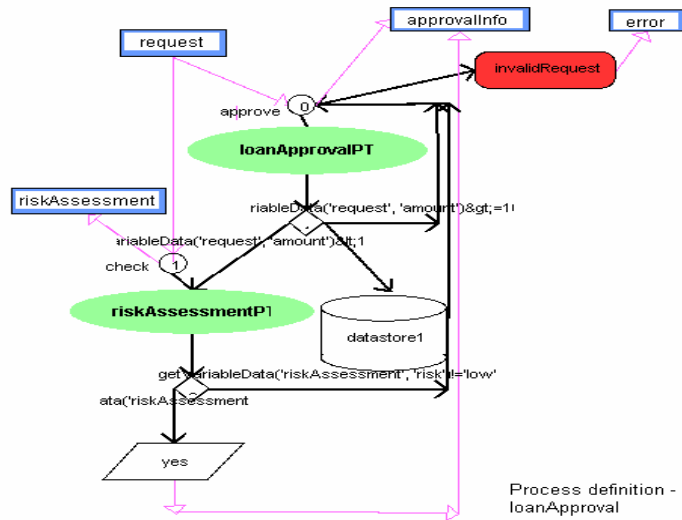 request
approvalInfo
error
invalidRequest
approve
0
loanApprovalPT
riskAssessment
riableData('request', 'amount')&gt;=1
ariableData('request', 'amount')&lt;1
check
1
riskAssessmentPT
datastore1
getVariableData('riskAssessment', 'risk')!='low'
ata('riskAssessment
yes
Process definition -
loanApproval